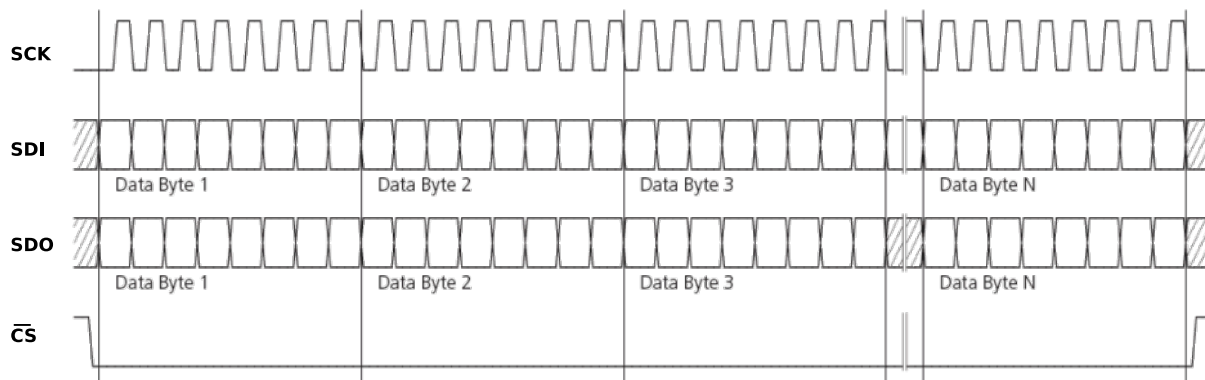 SCK
SDI
Data Byte 1 Data Byte 2 Data Byte 3 Data Byte N
SDO
Data Byte 1 Data Byte 2 Data Byte 3 Data Byte N
C̅S̅